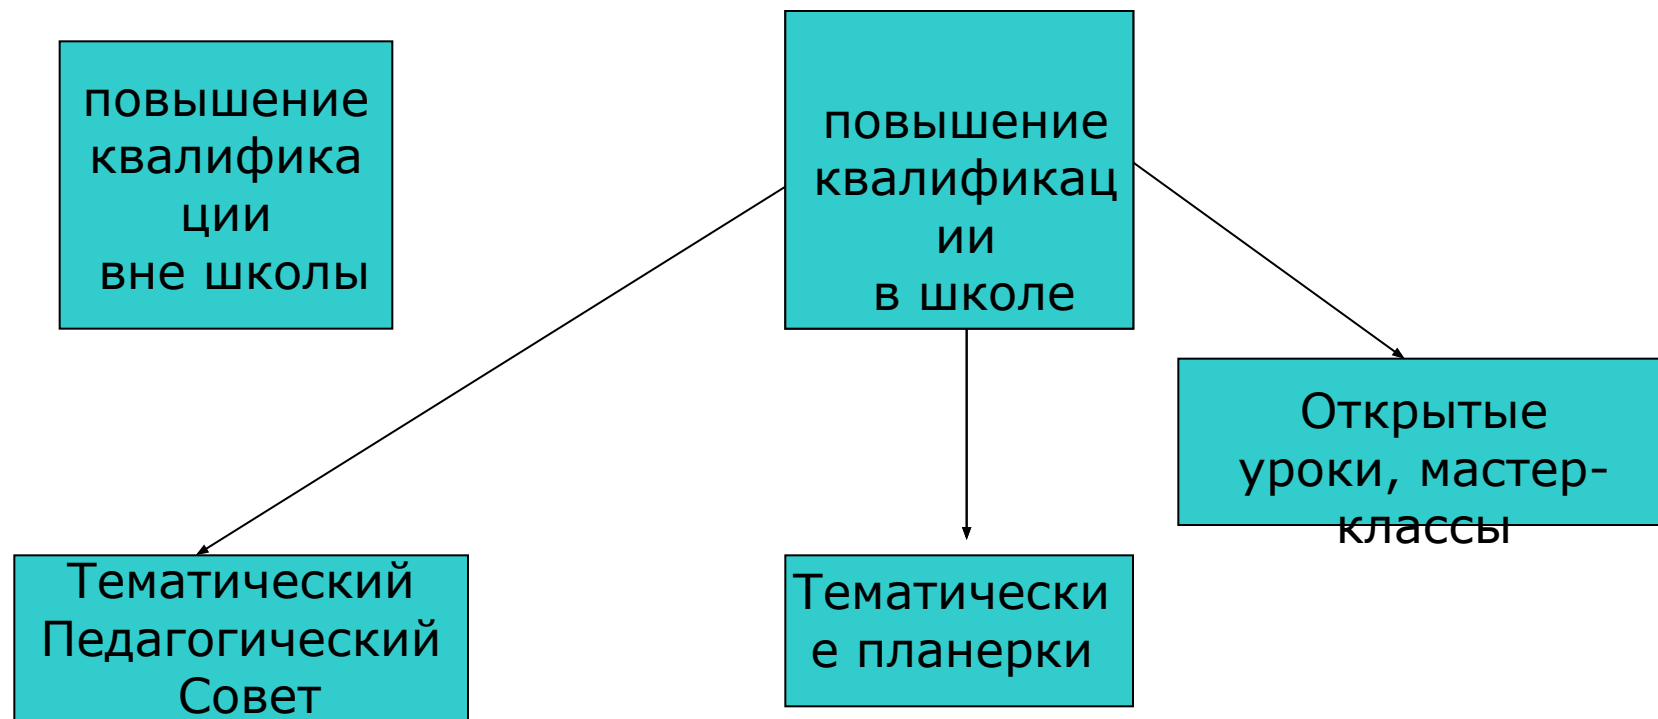 повышение
квалифика
ции
вне школы
повышение
квалификац
ии
в школе
Открытые
уроки, мастер-
классы
Тематический
Педагогический
Совет
Тематически
е планерки